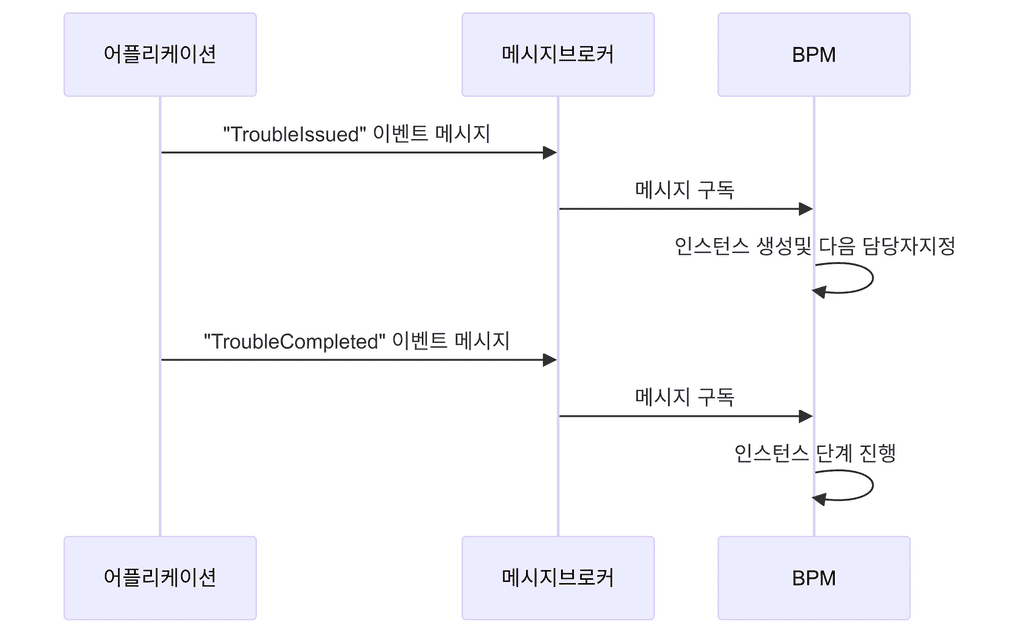 어플리케이션
메시지브로커
BPM
"TroubleIssued" 이벤트 메시지
메시지 구독
인스턴스 생성및 다음 담당자지정
"TroubleCompleted" 이벤트 메시지
메시지 구독
인스턴스 단계 진행
어플리케이션
메시지브로커
BPM